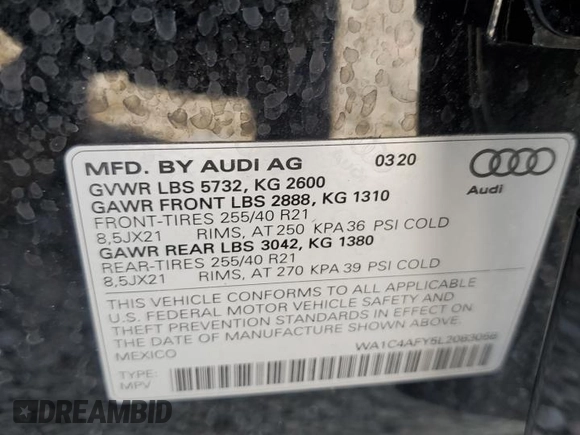 MFD. BY AUDI AG 03 20
GVWR LBS 5732, KG 2600
GAWR FRONT LBS 2888, KG 1310
FRONT-TIRES 255/40 R21
8,5JX21 RIMS, AT 250 KPA 36 PSI COLD
GAWR REAR LBS 3042, KG 1380
REAR-TIRES 255/40 R21
8,5JX21 RIMS, AT 270 KPA 39 PSI COLD
Audi
THIS VEHICLE CONFORMS TO ALL APPLICABLE
U.S. FEDERAL MOTOR VEHICLE SAFETY AND
THEFT PREVENTION STANDARDS IN EFFECT ON
THE DATE OF MANUFACTURE SHOWN ABOVE
MEXICO
TYPE:
MPV
DREAMBID